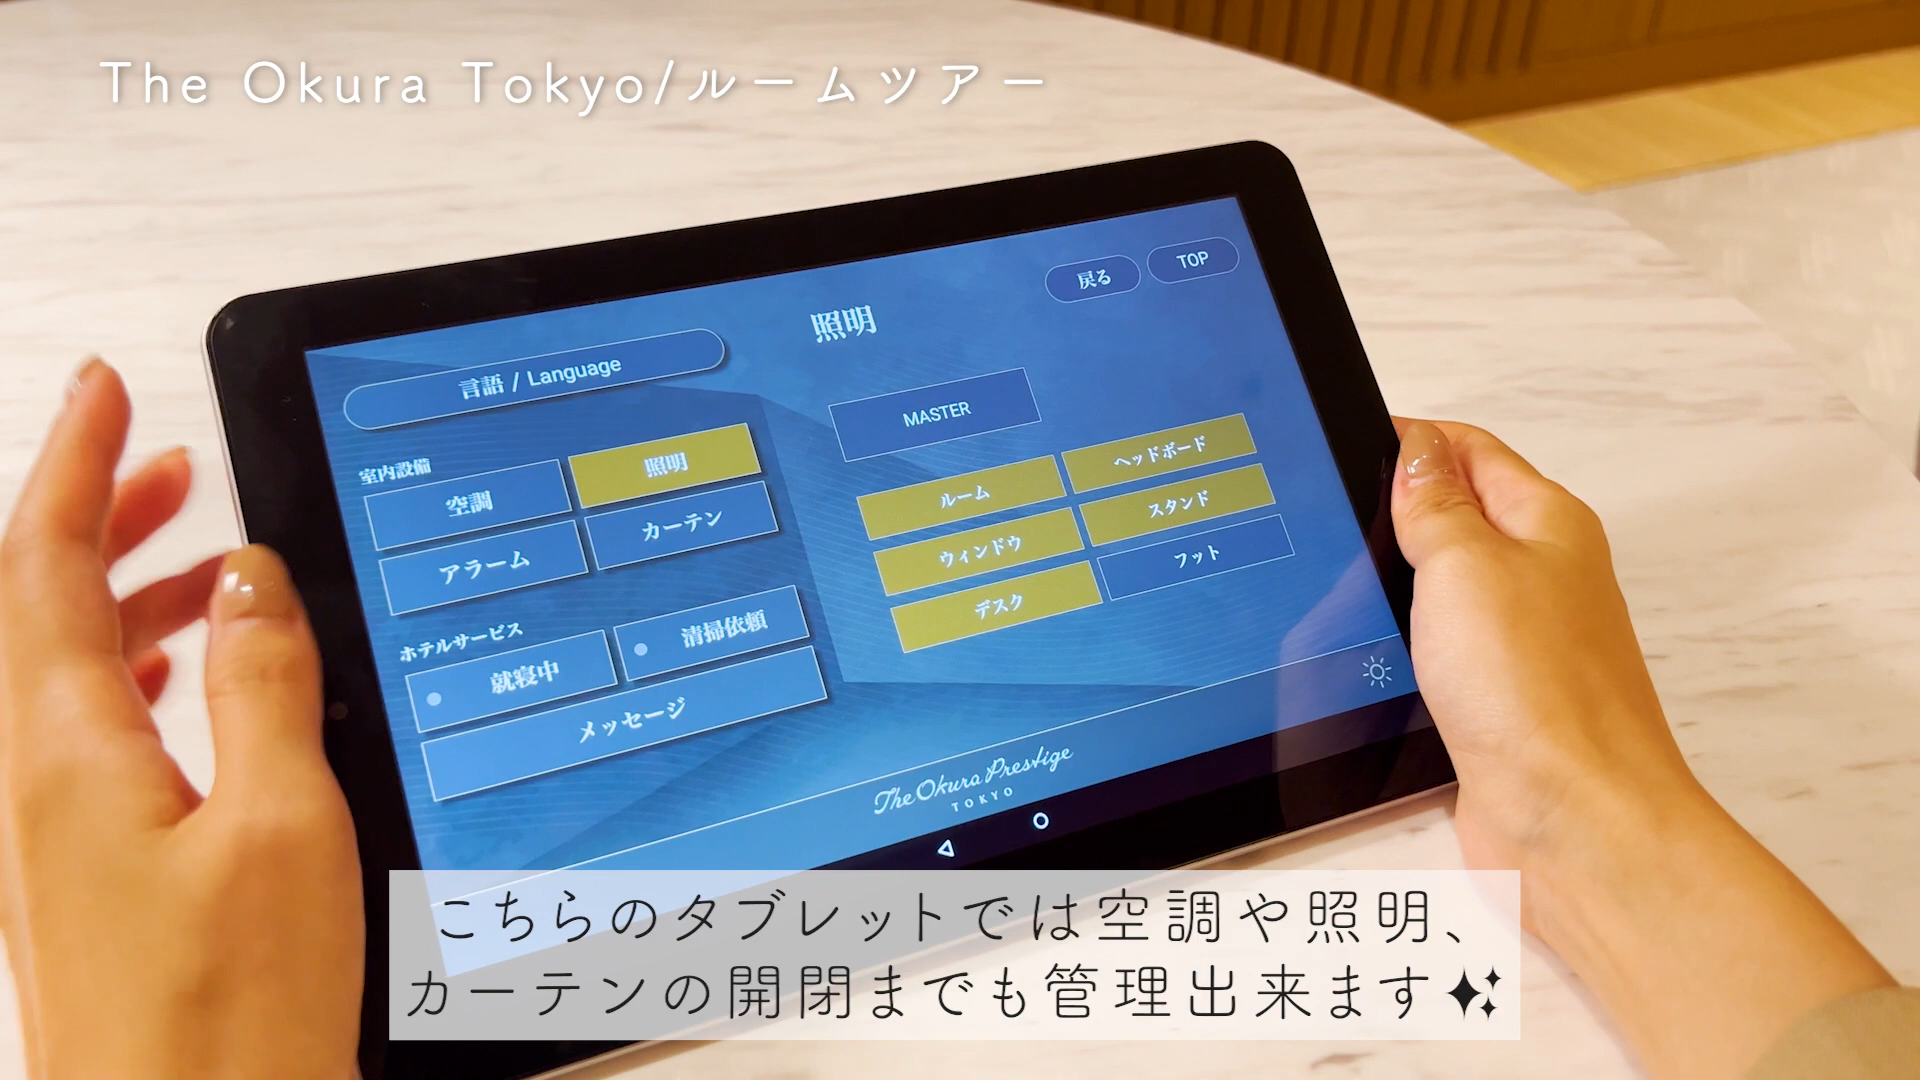 The Okura Tokyo/ルームツアー
戻る
TOP
照明
言語 / Language
MASTER
室内設備
空調
照明
アラーム
カーテン
ルーム
ヘッドボード
ウィンドウ
スタンド
デスク
フット
ホテルサービス
就寝中
清掃依頼
メッセージ
The Okura Prestige
TOKYO
こちらのタブレットでは空調や照明、
カーテンの開閉までも管理出来ます✨